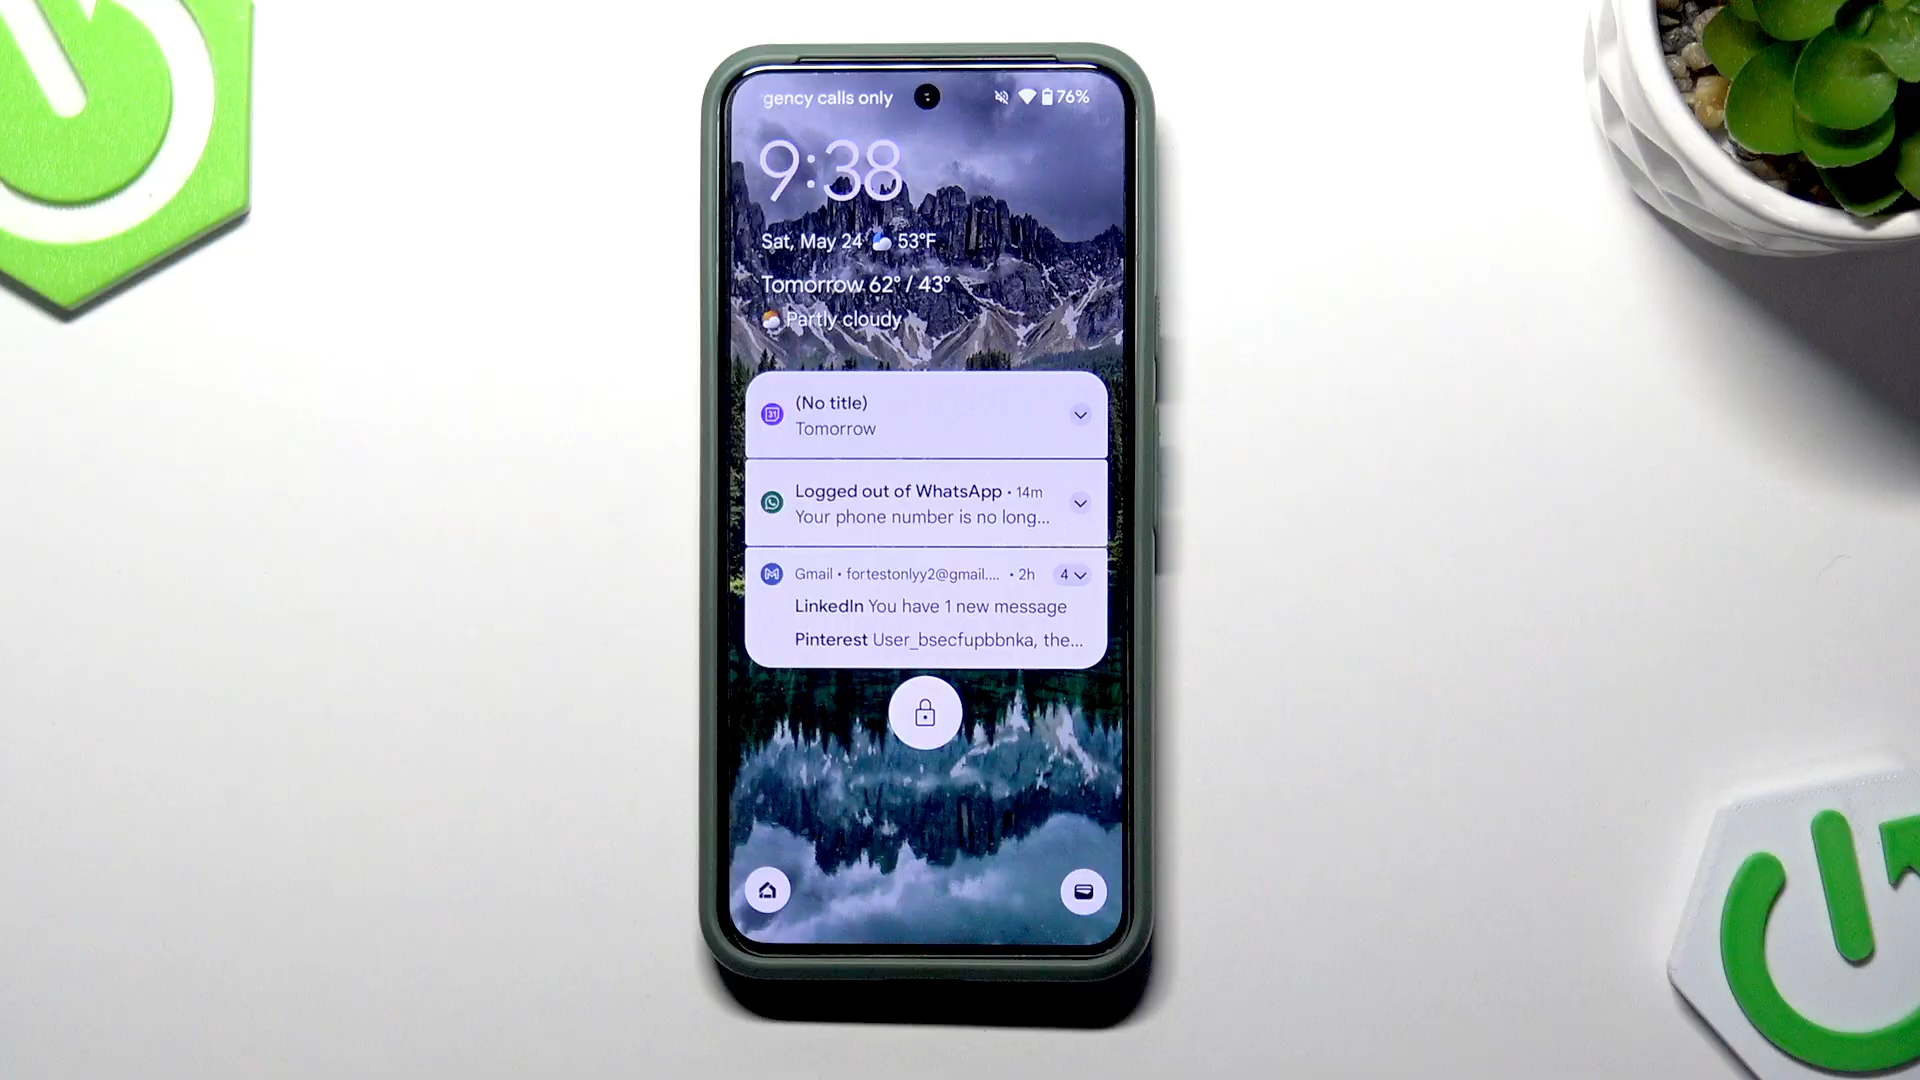 gency calls only 76%
9:38
Sat, May 24 53°F
Tomorrow 62° / 43°
Partly cloudy
(No title)
Tomorrow
Logged out of WhatsApp • 14m
Your phone number is no long...
Gmail • fortestonlyy2@gmail.... • 2h 4
LinkedIn You have 1 new message
Pinterest User_bsecfupbbnka, the...